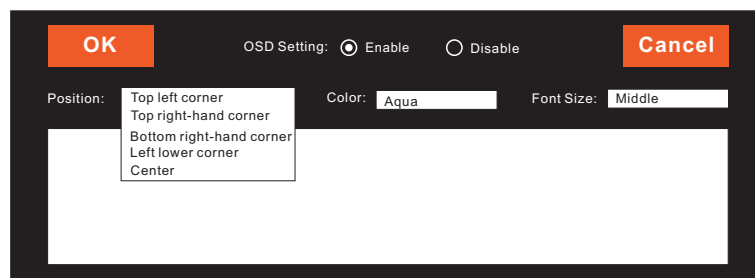 OK
OSD Setting:
Enable
Disable
Cancel
Position:
Top left corner
Top right-hand corner
Bottom right-hand corner
Left lower corner
Center
Color:
Aqua
Font Size:
Middle